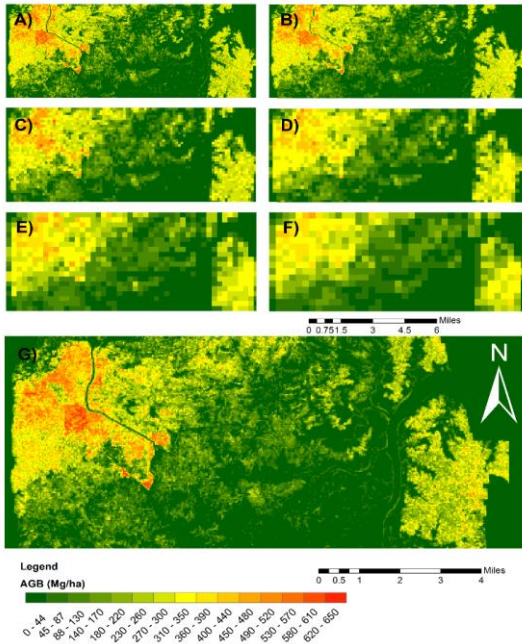 A) B)
C) D)
E) F)
Miles
0 0.75 1.5 3 4.5 6
G) N
Legend
AGB (Mg/ha)
Miles
0 0.5 1 2 3 4
0 - 44 45 - 87 88 - 130 140 - 170 180 - 220 230 - 260 270 - 300 310 - 350 360 - 390 400 - 440 450 - 480 490 - 520 530 - 570 580 - 610 620 - 650